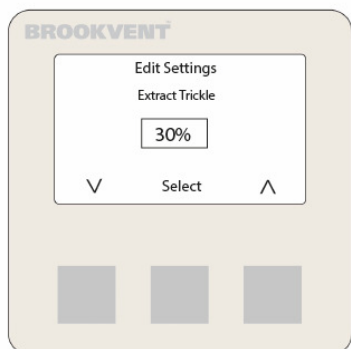 BROOKVENT
Edit Settings
Extract Trickle
30%
∨ Select ∧